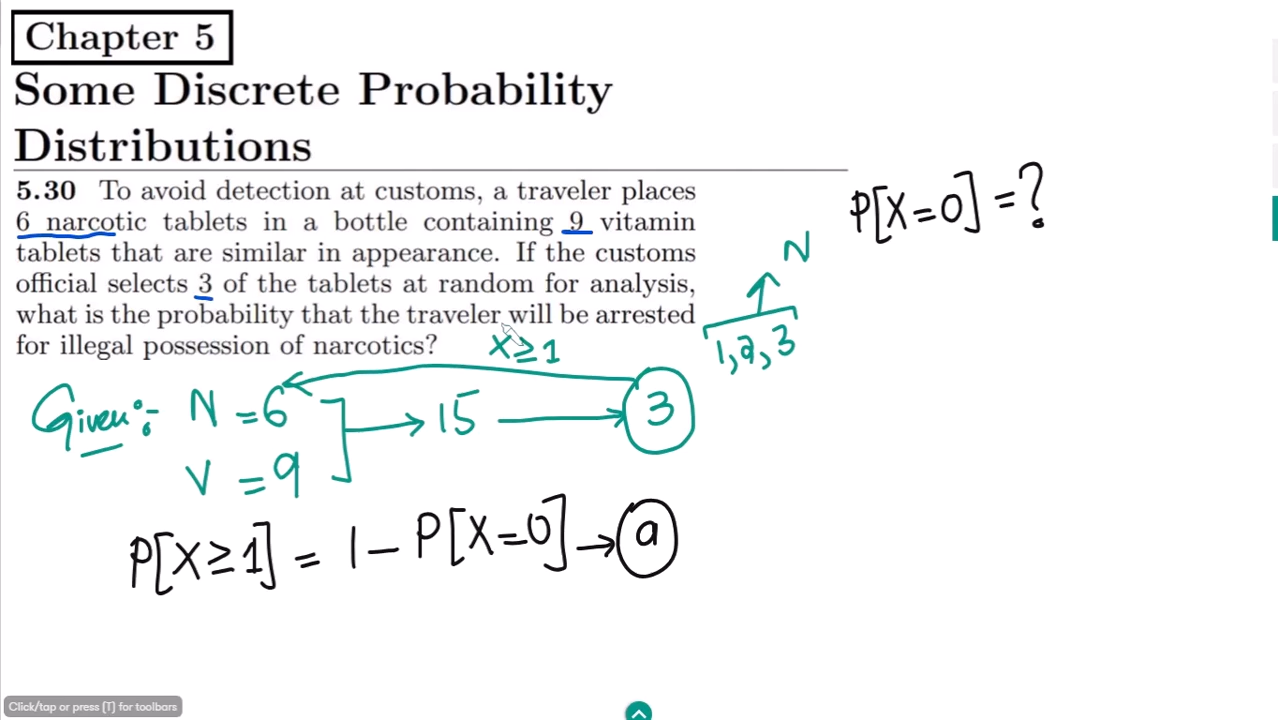 Chapter 5
Some Discrete Probability
Distributions
5.30 To avoid detection at customs, a traveler places
6 narcotic tablets in a bottle containing 9 vitamin
tablets that are similar in appearance. If the customs
official selects 3 of the tablets at random for analysis,
what is the probability that the traveler will be arrested
for illegal possession of narcotics?
P[X=0] = ?
N
1, 2, 3
X≥1
Given:- N = 6 → 15 → 3
V = 9
P[X≥1] = 1 - P[X=0] → a
Click/tap or press (T) for toolbars